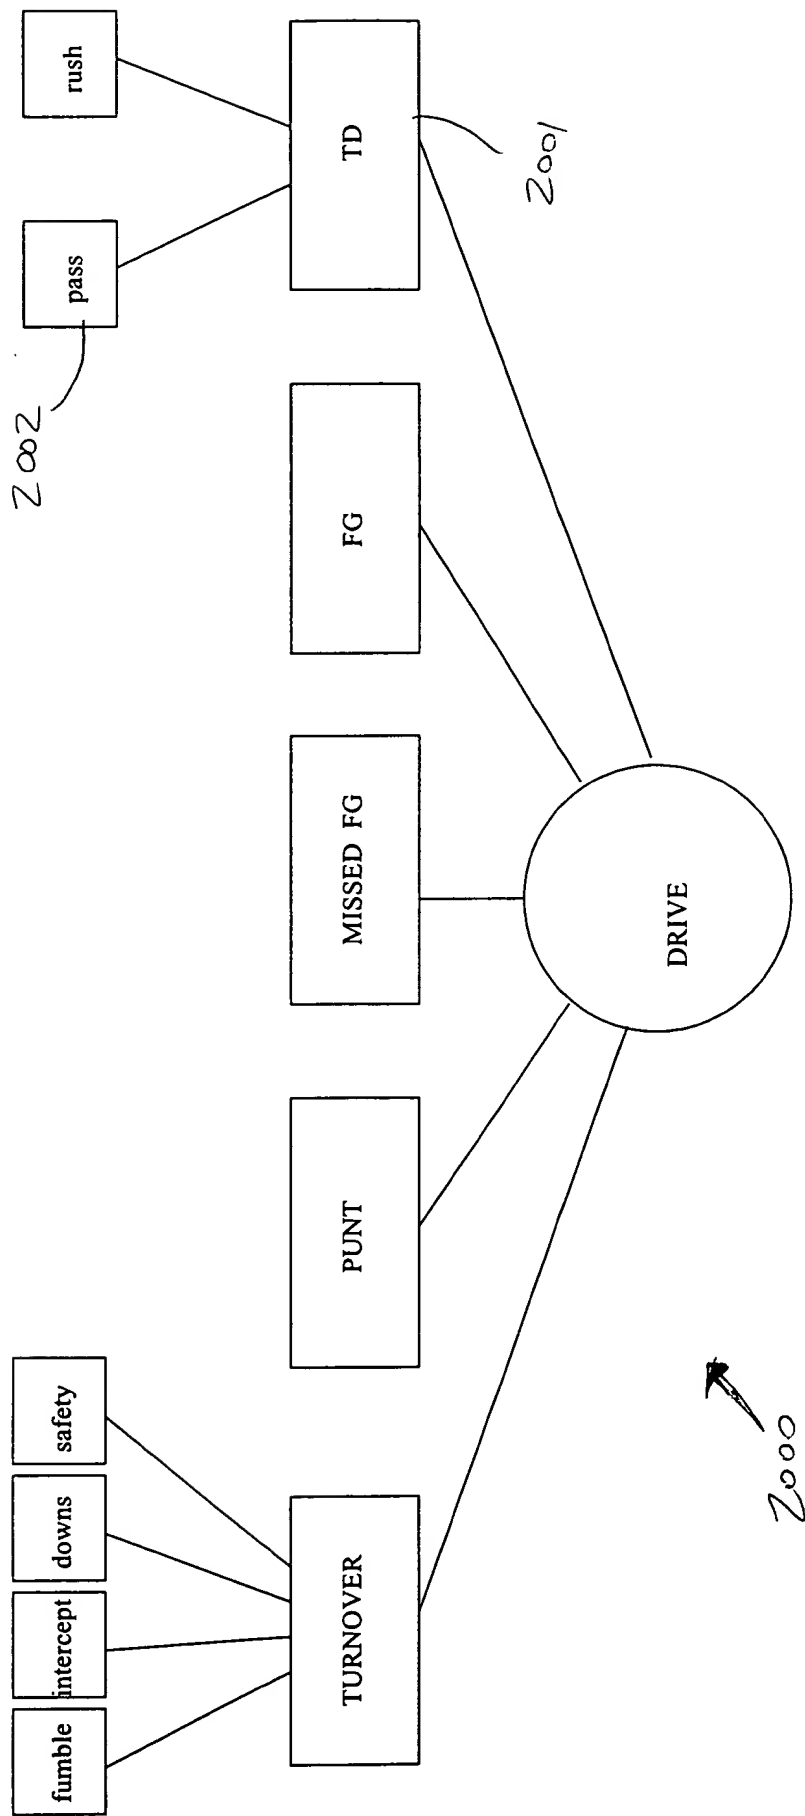 fumble
intercept
downs
safety
2002
pass
rush
TURNOVER
PUNT
MISSED FG
FG
TD
2001
DRIVE
2000